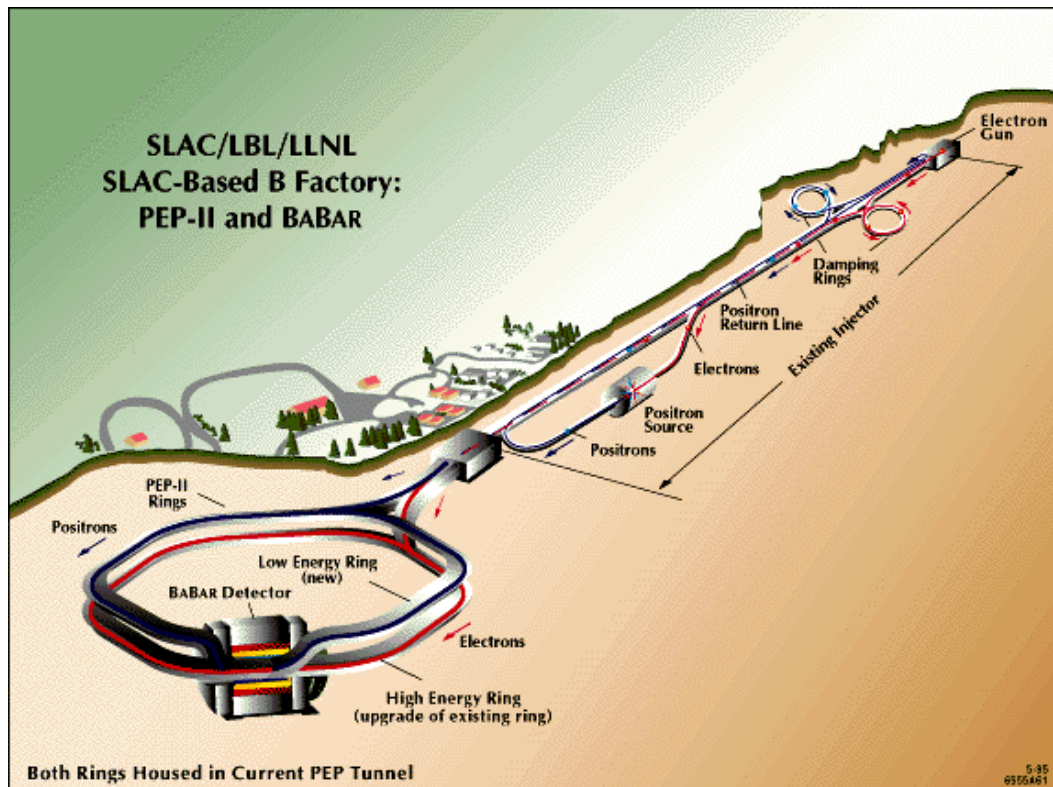 SLAC/LBL/LLNL
SLAC-Based B Factory:
PEP-II and BABAR
Electron
Gun
Damping
Rings
Positron
Return Line
Existing Injector
Electrons
Positron
Source
Positrons
PEP-II
Rings
Positrons
Low Energy Ring
(new)
BABAR Detector
Electrons
High Energy Ring
(upgrade of existing ring)
Both Rings Housed in Current PEP Tunnel
5-95
6555A61